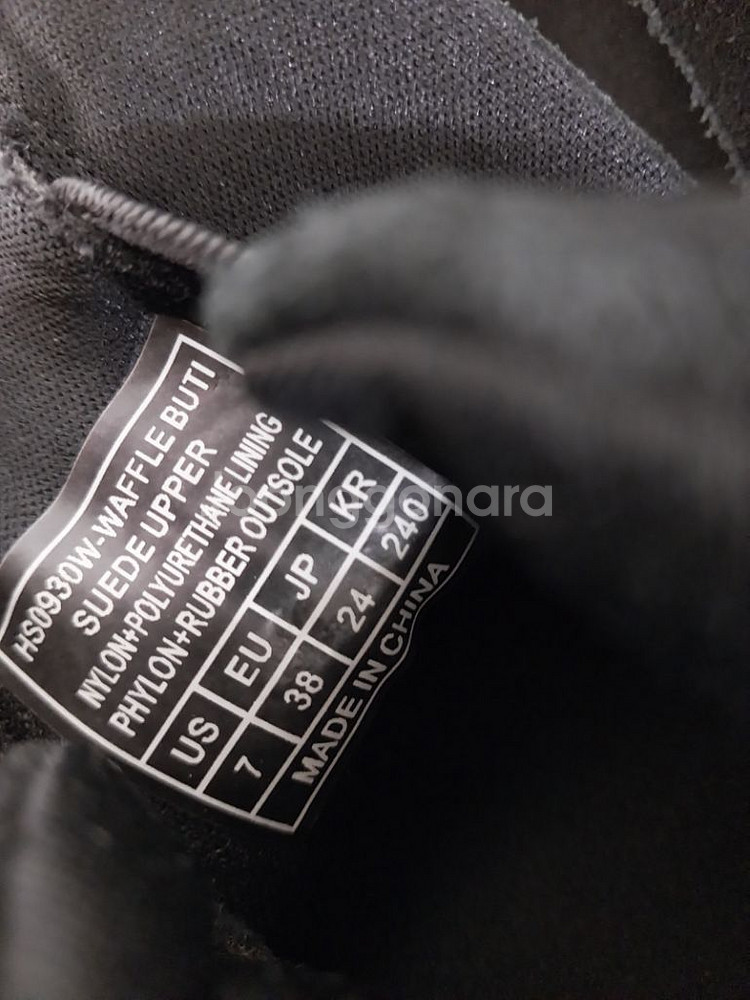 HS0930W-WAFFLE BUTI
SUEDE UPPER
NYLON+POLYURETHANE LINING
PHYLON+RUBBER OUTSOLE
US EU JP KR
7 38 24 240
MADE IN CHINA